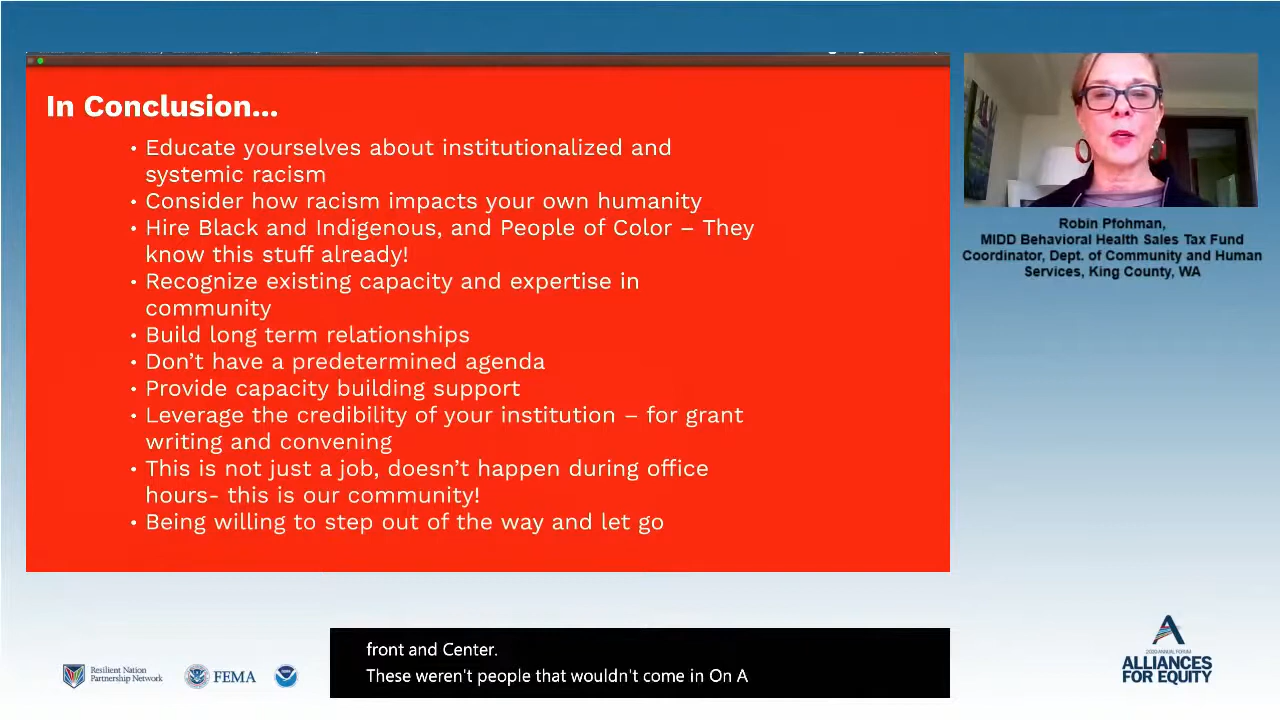 In Conclusion...
• Educate yourselves about institutionalized and
systemic racism
• Consider how racism impacts your own humanity
• Hire Black and Indigenous, and People of Color – They
know this stuff already!
• Recognize existing capacity and expertise in
community
• Build long term relationships
• Don't have a predetermined agenda
• Provide capacity building support
• Leverage the credibility of your institution – for grant
writing and convening
• This is not just a job, doesn't happen during office
hours- this is our community!
• Being willing to step out of the way and let go
Robin Pfohman,
MIDD Behavioral Health Sales Tax Fund
Coordinator, Dept. of Community and Human
Services, King County, WA
front and Center.
These weren't people that wouldn't come in On A
Resilient Nation
Partnership Network
FEMA
2020 ANNUAL FORUM
ALLIANCES
FOR EQUITY